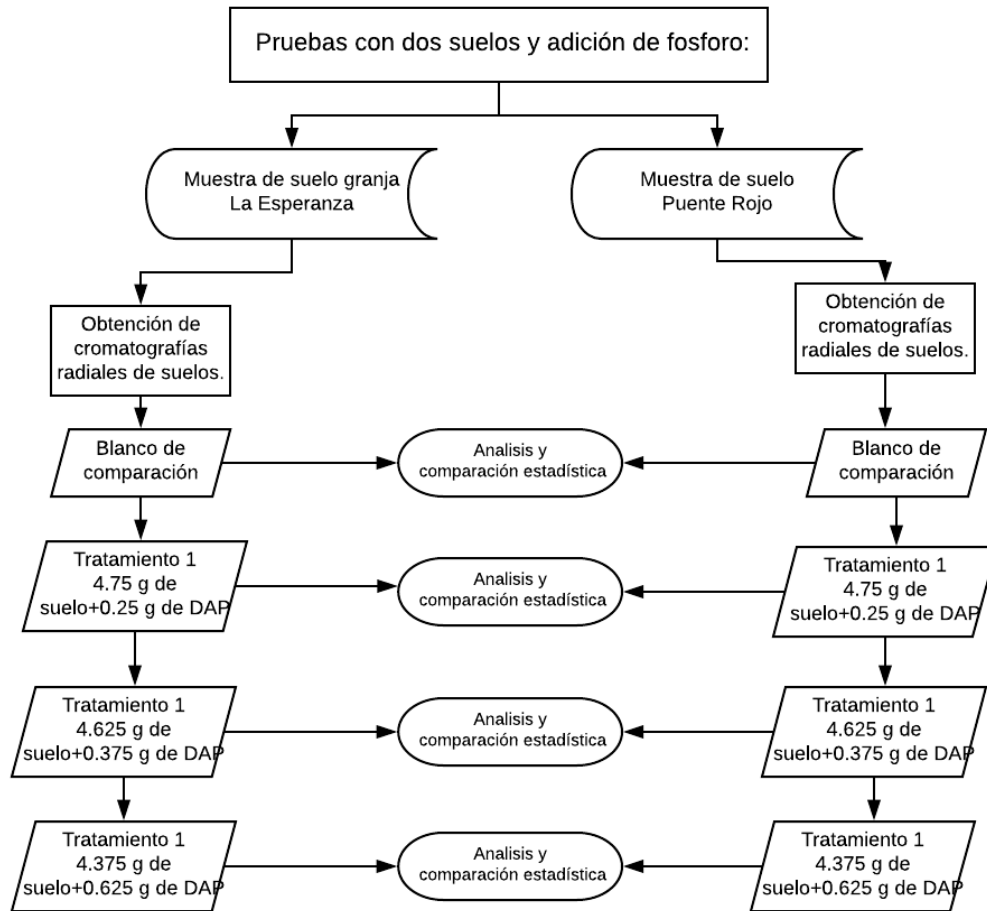 Pruebas con dos suelos y adición de fosforo:
Muestra de suelo granja
La Esperanza
Muestra de suelo
Puente Rojo
Obtención de
cromatografías
radiales de suelos.
Obtención de
cromatografías
radiales de suelos.
Blanco de
comparación
Analisis y
comparación estadística
Blanco de
comparación
Tratamiento 1
4.75 g de
suelo+0.25 g de DAP
Analisis y
comparación estadística
Tratamiento 1
4.75 g de
suelo+0.25 g de DAP
Tratamiento 1
4.625 g de
suelo+0.375 g de DAP
Analisis y
comparación estadística
Tratamiento 1
4.625 g de
suelo+0.375 g de DAP
Tratamiento 1
4.375 g de
suelo+0.625 g de DAP
Analisis y
comparación estadística
Tratamiento 1
4.375 g de
suelo+0.625 g de DAP